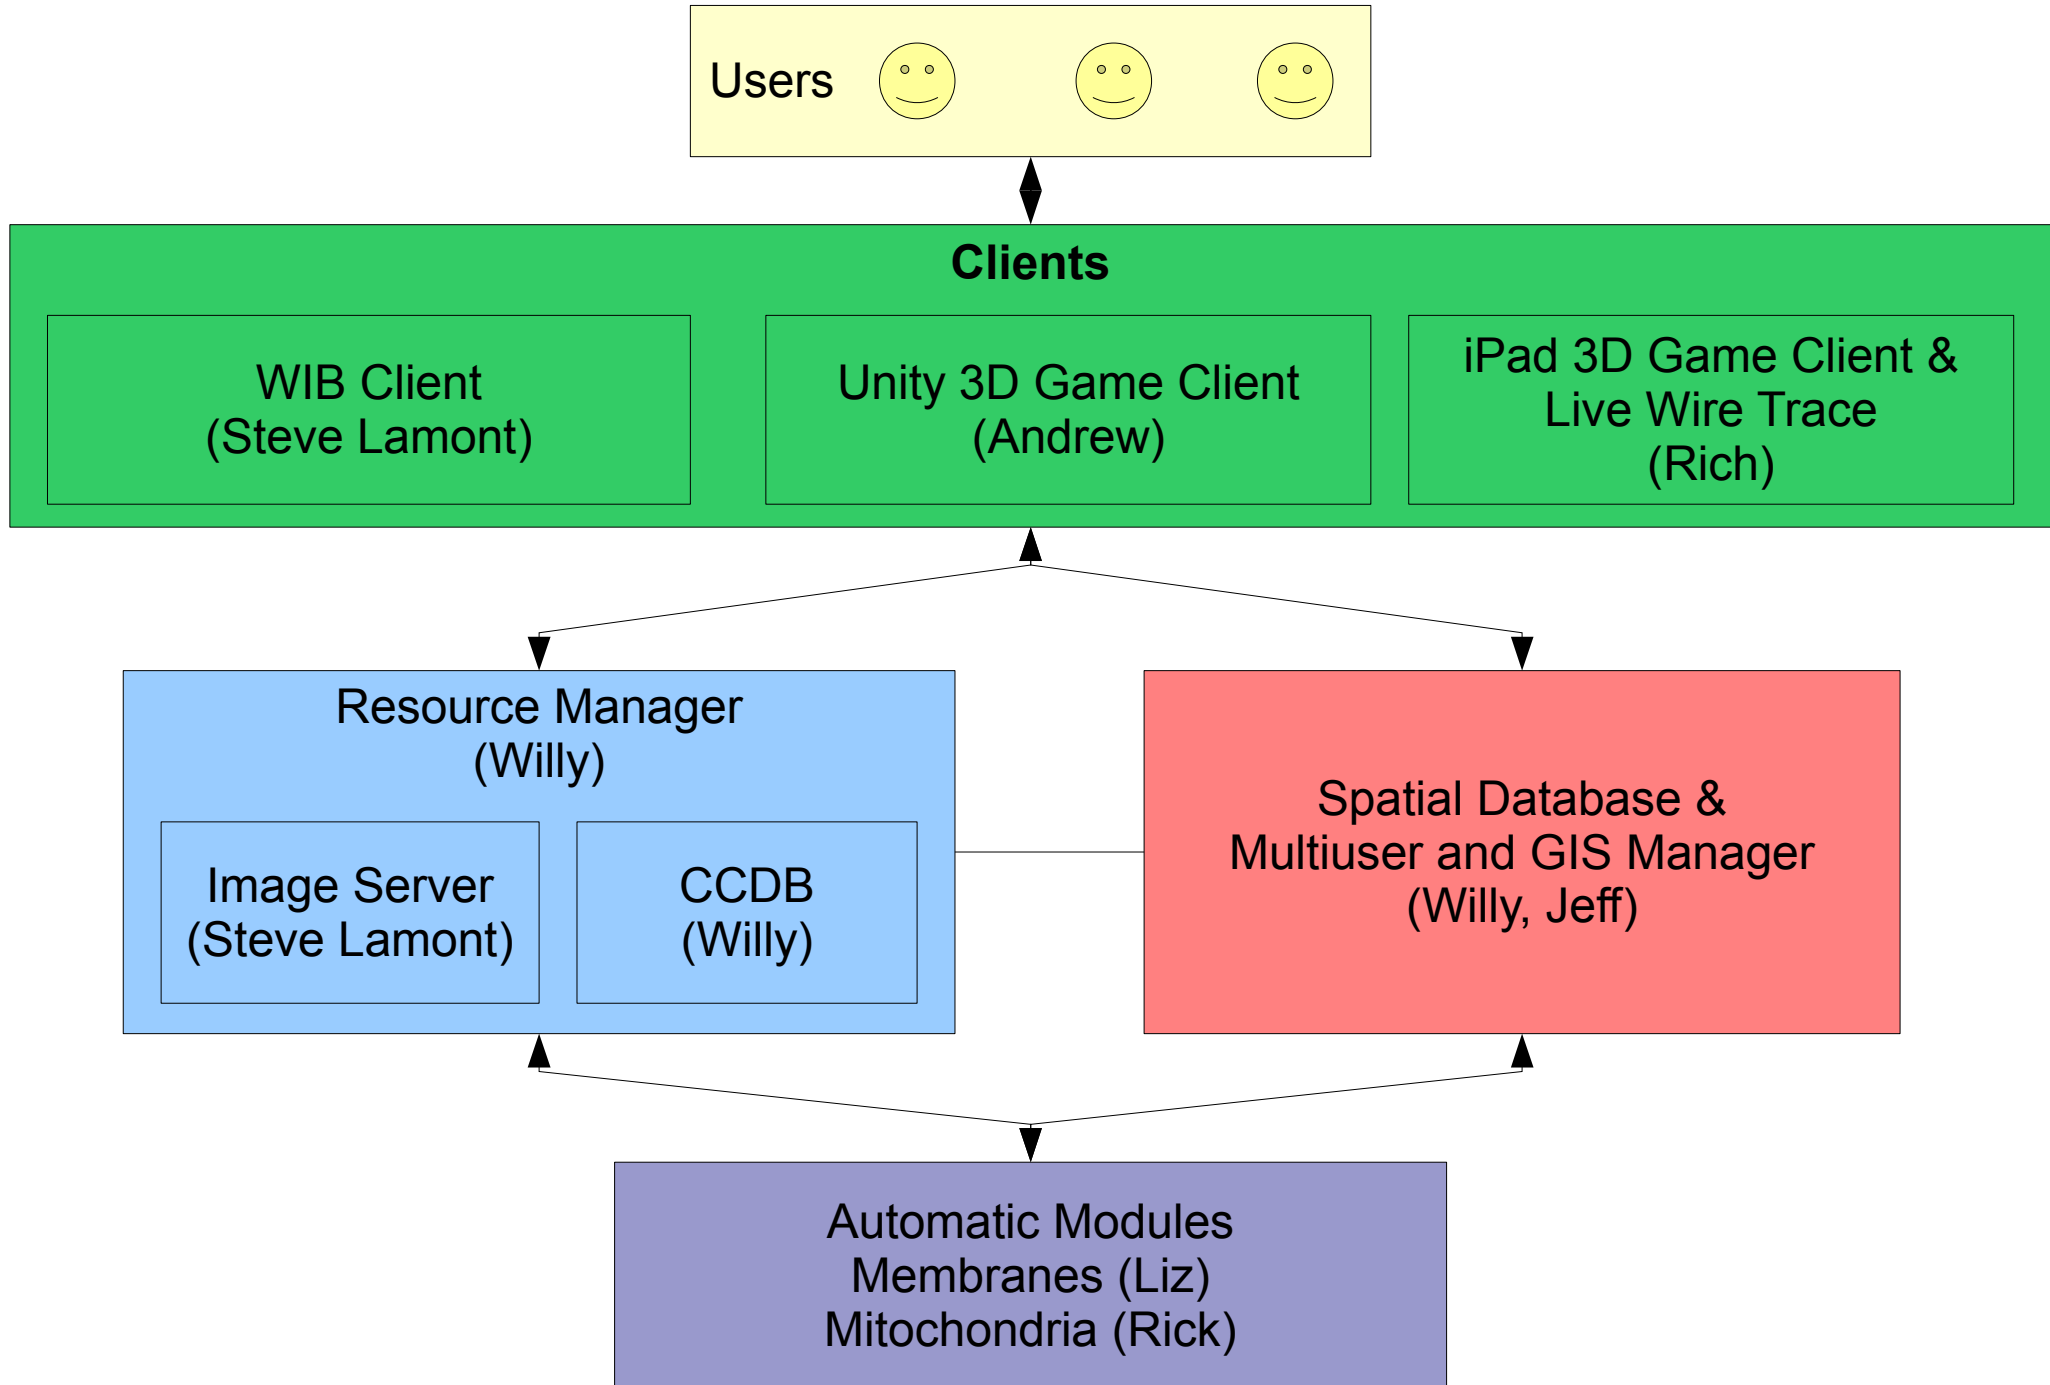 Users
Clients
WIB Client
(Steve Lamont)
Unity 3D Game Client
(Andrew)
iPad 3D Game Client &
Live Wire Trace
(Rich)
Resource Manager
(Willy)
Image Server
(Steve Lamont)
CCDB
(Willy)
Spatial Database &
Multiuser and GIS Manager
(Willy, Jeff)
Automatic Modules
Membranes (Liz)
Mitochondria (Rick)